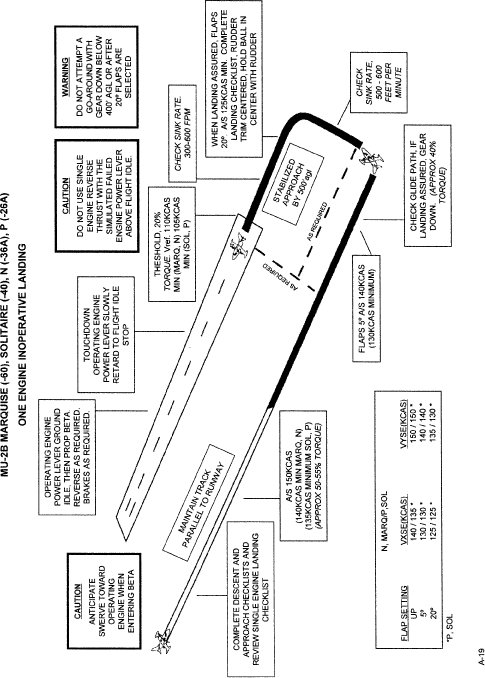 MU-2B MARQUISE (-60), SOLITAIRE (-40), N (-36A), P (-26A)
ONE ENGINE INOPERATIVE LANDING
CAUTION
ANTICIPATE
SWERVE TOWARD
OPERATING
ENGINE WHEN
ENTERING BETA
OPERATING ENGINE
POWER LEVER GROUND
IDLE. THEN PROP BETA
REVERSE AS REQUIRED.
BRAKES AS REQUIRED.
TOUCHDOWN
OPERATING ENGINE
POWER LEVER SLOWLY
RETARD TO FLIGHT IDLE
STOP
CAUTION
DO NOT USE SINGLE
ENGINE REVERSE
THRUST WITH THE
SIMULATED FAILED
ENGINE POWER LEVER
ABOVE FLIGHT IDLE.
WARNING
DO NOT ATTEMPT A
GO-AROUND WITH
GEAR DOWN BELOW
400' AGL OR AFTER
20° FLAPS ARE
SELECTED
THESHOLD, 20%
TORQUE. Vref. 110KCAS
MIN (MARQ, N) 105KCAS
MIN (SOL, P)
CHECK SINK RATE.
300-600 FPM
WHEN LANDING ASSURED, FLAPS
20° A/S 125KCAS MIN. COMPLETE
LANDING CHECKLIST, RUDDER
TRIM CENTERED, HOLD BALL IN
CENTER WITH RUDDER
MAINTAIN TRACK
PARALLEL TO RUNWAY
AS REQUIRED
AS REQUIRED
STABILIZED
APPROACH
BY 500'agl
CHECK
SINK RATE,
500 - 600
FEET PER
MINUTE
COMPLETE DESCENT AND
APPROACH CHECKLISTS AND
REVIEW SINGLE ENGINE LANDING
CHECKLIST
A/S 150KCAS
(140KCAS MIN MARQ, N)
(135KCAS MINIMUM SOL, P)
(APPROX 50-55% TORQUE)
FLAPS 5° A/S 140KCAS
(130KCAS MINIMUM)
CHECK GLIDE PATH, IF
LANDING ASSURED, GEAR
DOWN. (APPROX 40%
TORQUE)
N, MARQ/P,SOL
FLAP SETTING VXSE(KCAS) VYSE(KCAS)
UP 140 / 135 * 150 / 150 *
5° 130 / 130 * 140 / 140 *
20° 125 / 125 * 135 / 130 *
*P, SOL
A-19